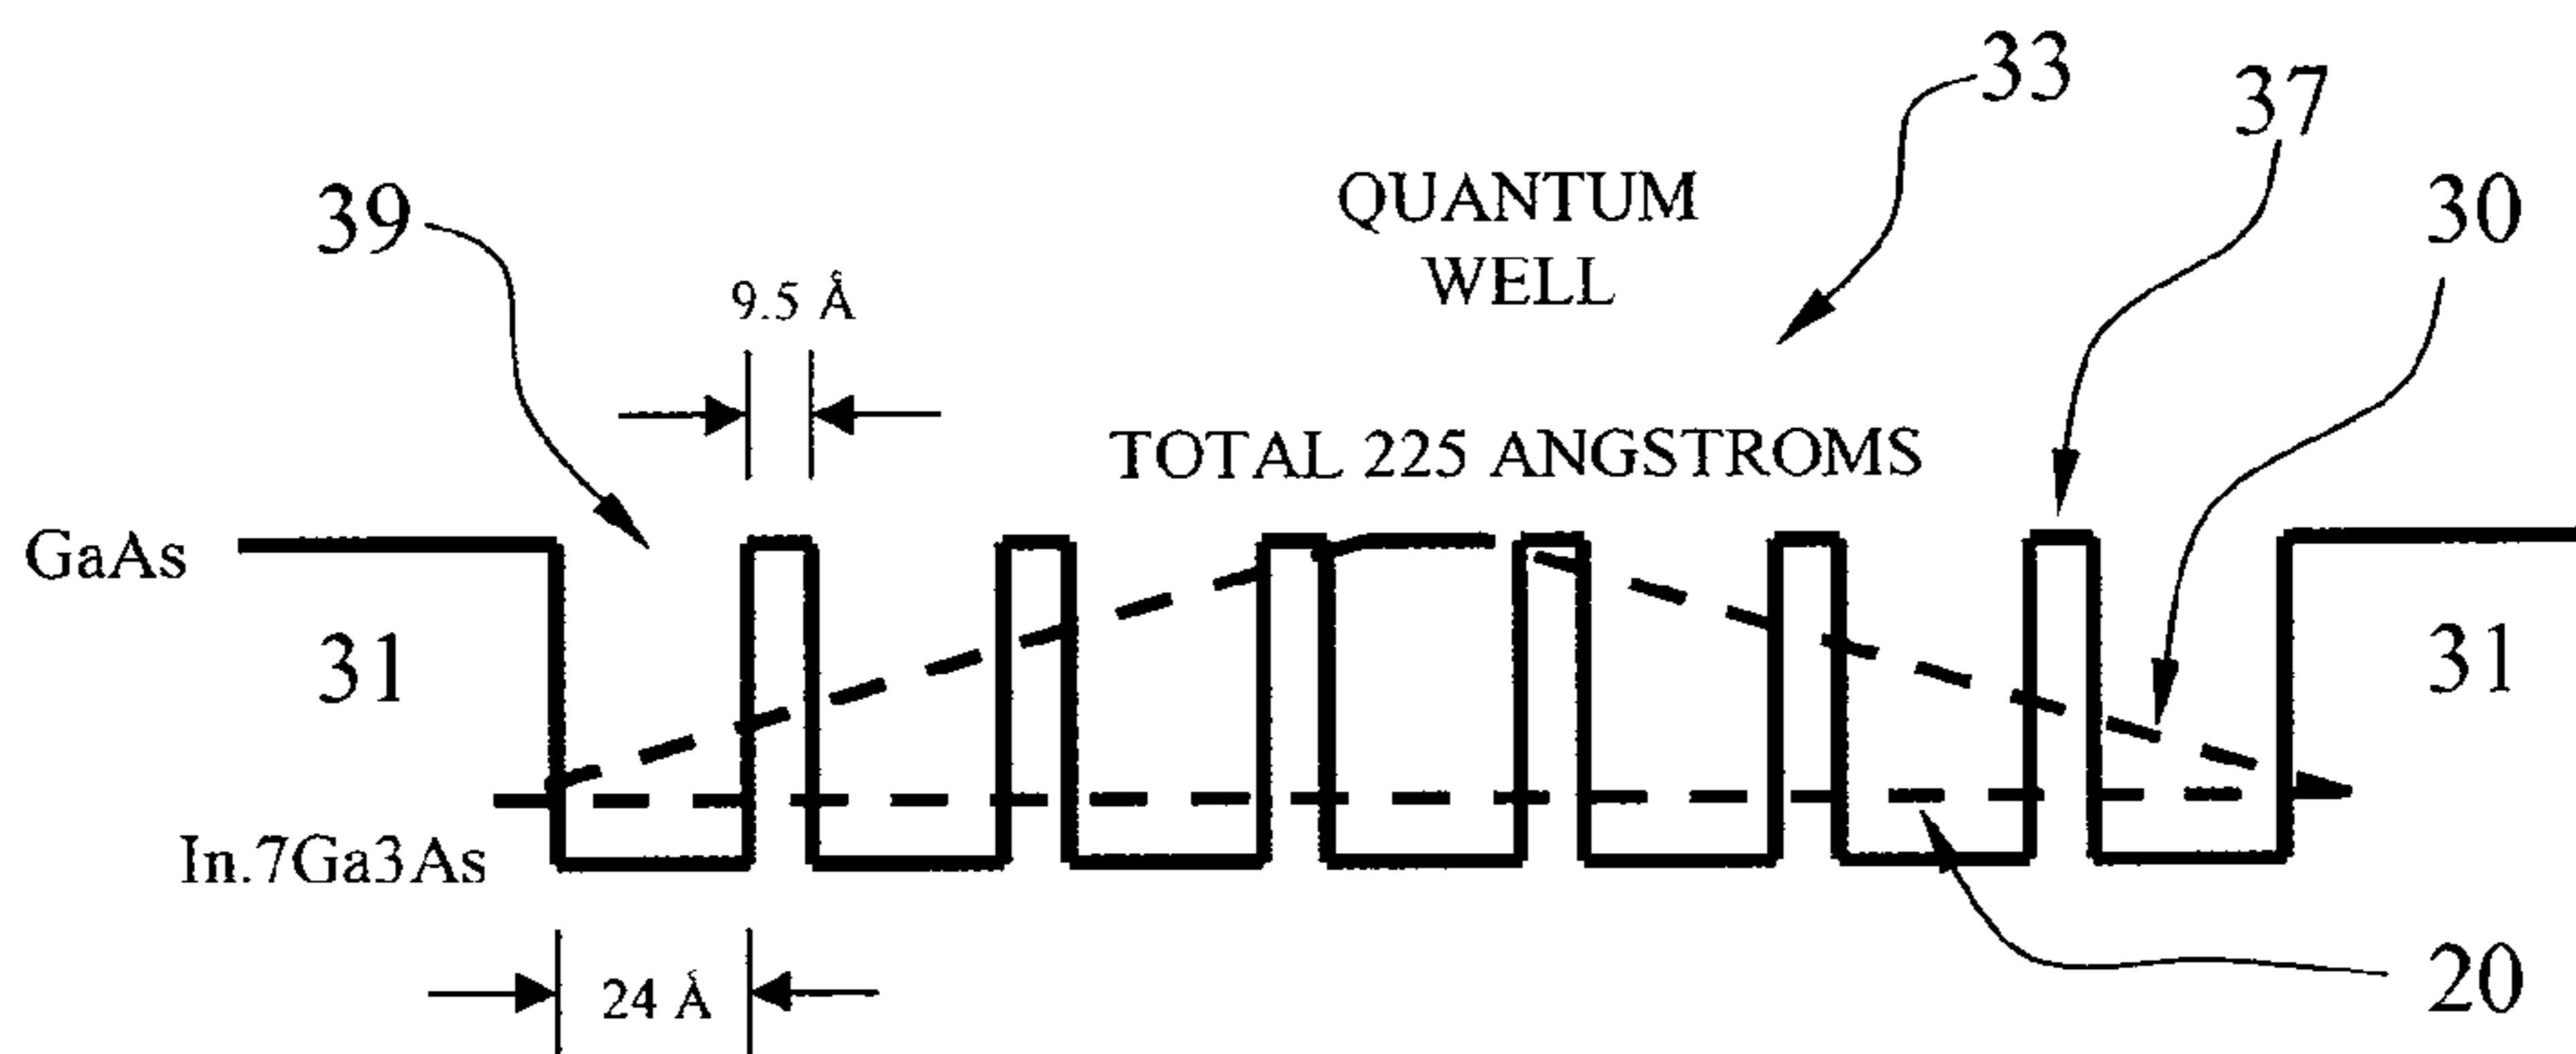 33
37
QUANTUM
WELL
39
30
9.5 Å
TOTAL 225 ANGSTROMS
GaAs
31
31
In.7Ga3As
24 Å
20